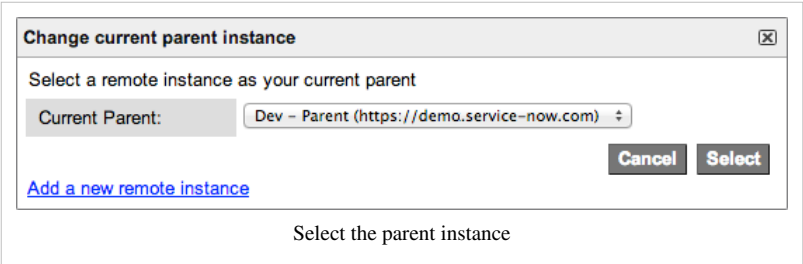 Change current parent instance
Select a remote instance as your current parent
Current Parent: Dev – Parent (https://demo.service-now.com)
Cancel Select
Add a new remote instance
Select the parent instance